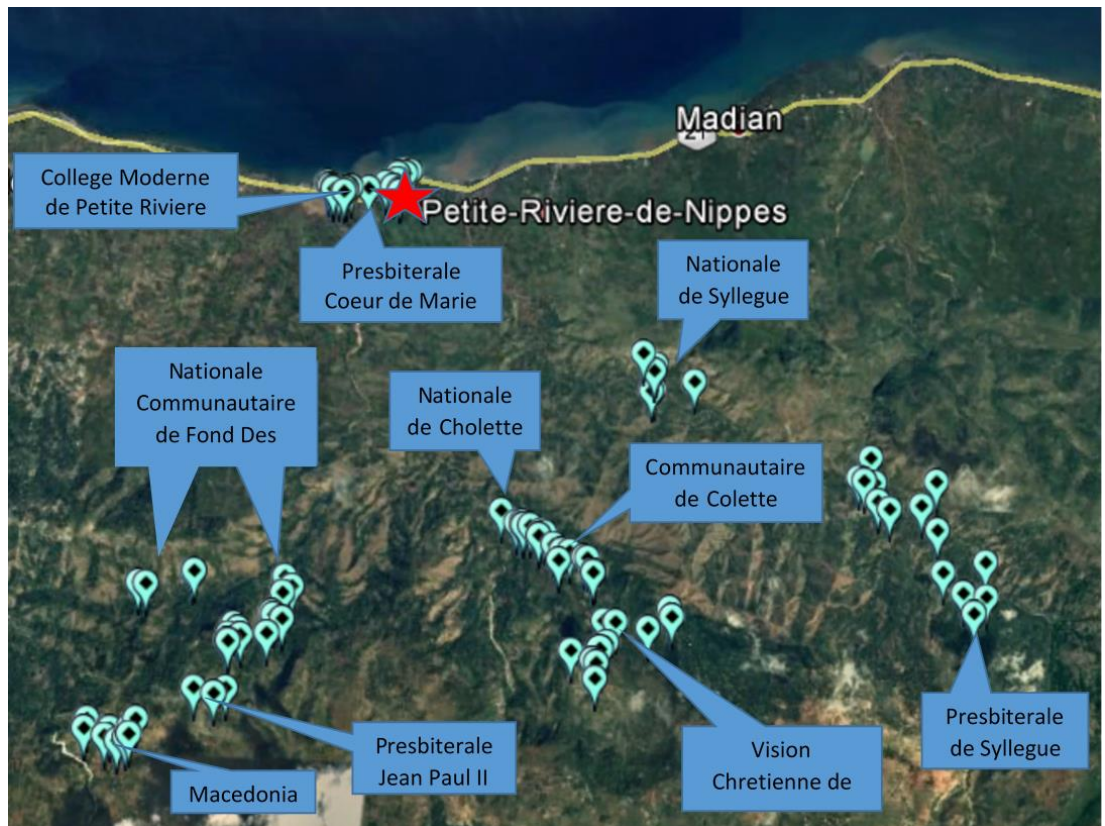 Madian
21
College Moderne
de Petite Riviere
Petite-Riviere-de-Nippes
Presbiterale
Coeur de Marie
Nationale
de Syllegue
Nationale
Communautaire
de Fond Des
Nationale
de Cholette
Communautaire
de Colette
Presbiterale
de Syllegue
Presbiterale
Jean Paul II
Vision
Chretienne de
Macedonia